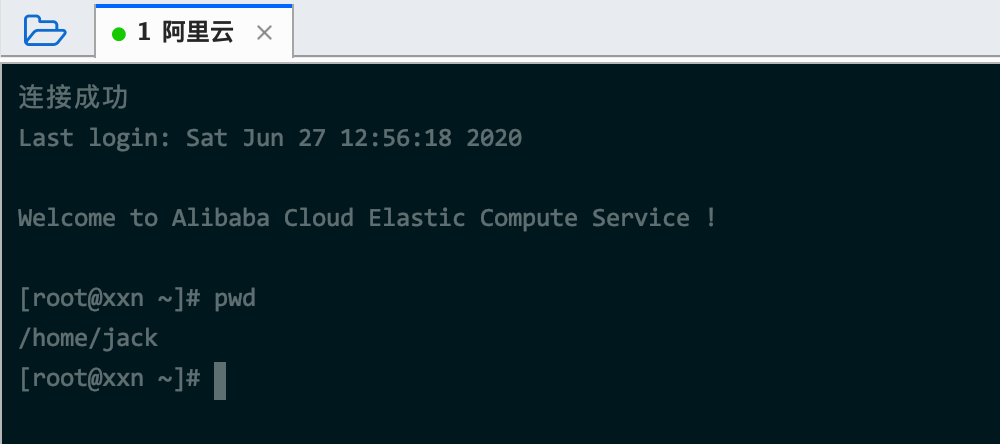 1 阿里云
连接成功
Last login: Sat Jun 27 12:56:18 2020
Welcome to Alibaba Cloud Elastic Compute Service !
[root@xxn ~]# pwd
/home/jack
[root@xxn ~]#